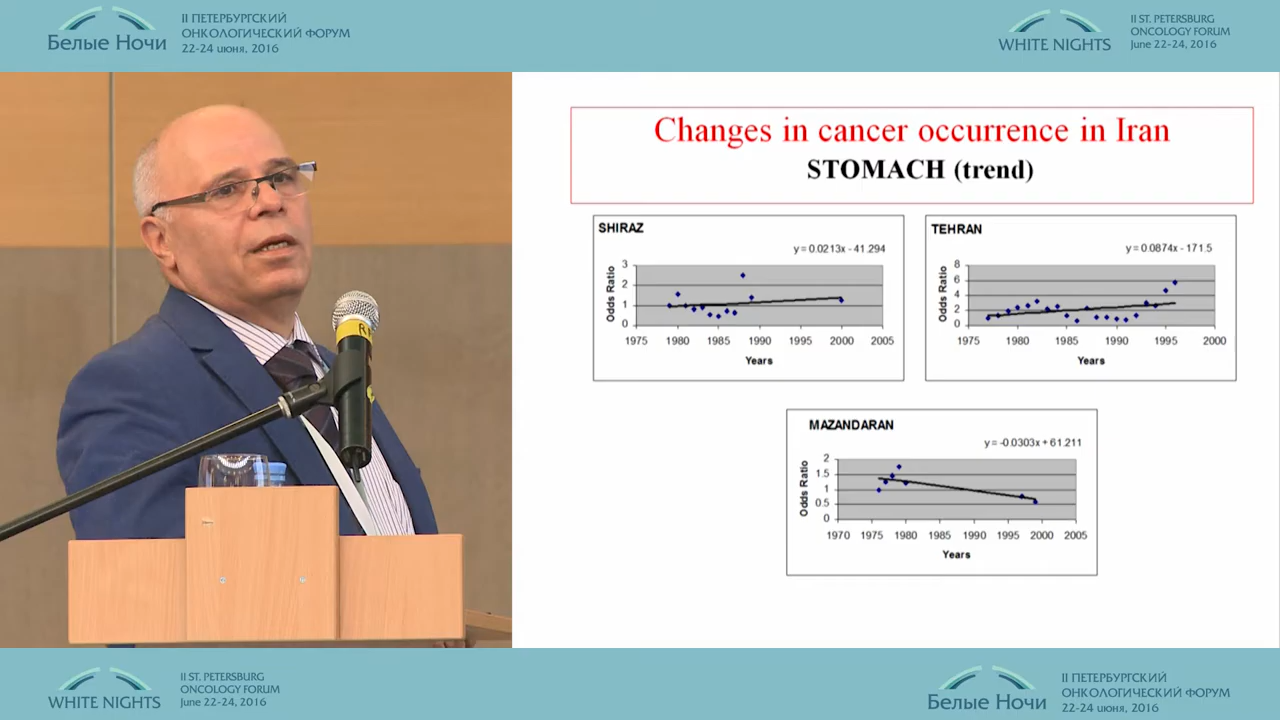 Белые Ночи
II ПЕТЕРБУРГСКИЙ
ОНКОЛОГИЧЕСКИЙ ФОРУМ
22-24 июня, 2016
WHITE NIGHTS
II ST. PETERSBURG
ONCOLOGY FORUM
June 22-24, 2016
Changes in cancer occurrence in Iran
STOMACH (trend)
SHIRAZ
y = 0.0213x - 41.294
Odds Ratio
3
2
1
0
1975 1980 1985 1990 1995 2000 2005
Years
TEHRAN
y = 0.0874x - 171.5
Odds Ratio
8
6
4
2
0
1975 1980 1985 1990 1995 2000
Years
MAZANDARAN
y = -0.0303x + 61.211
Odds Ratio
2
1.5
1
0.5
0
1970 1975 1980 1985 1990 1995 2000 2005
Years
WHITE NIGHTS
II ST. PETERSBURG
ONCOLOGY FORUM
June 22-24, 2016
Белые Ночи
II ПЕТЕРБУРГСКИЙ
ОНКОЛОГИЧЕСКИЙ ФОРУМ
22-24 июня, 2016